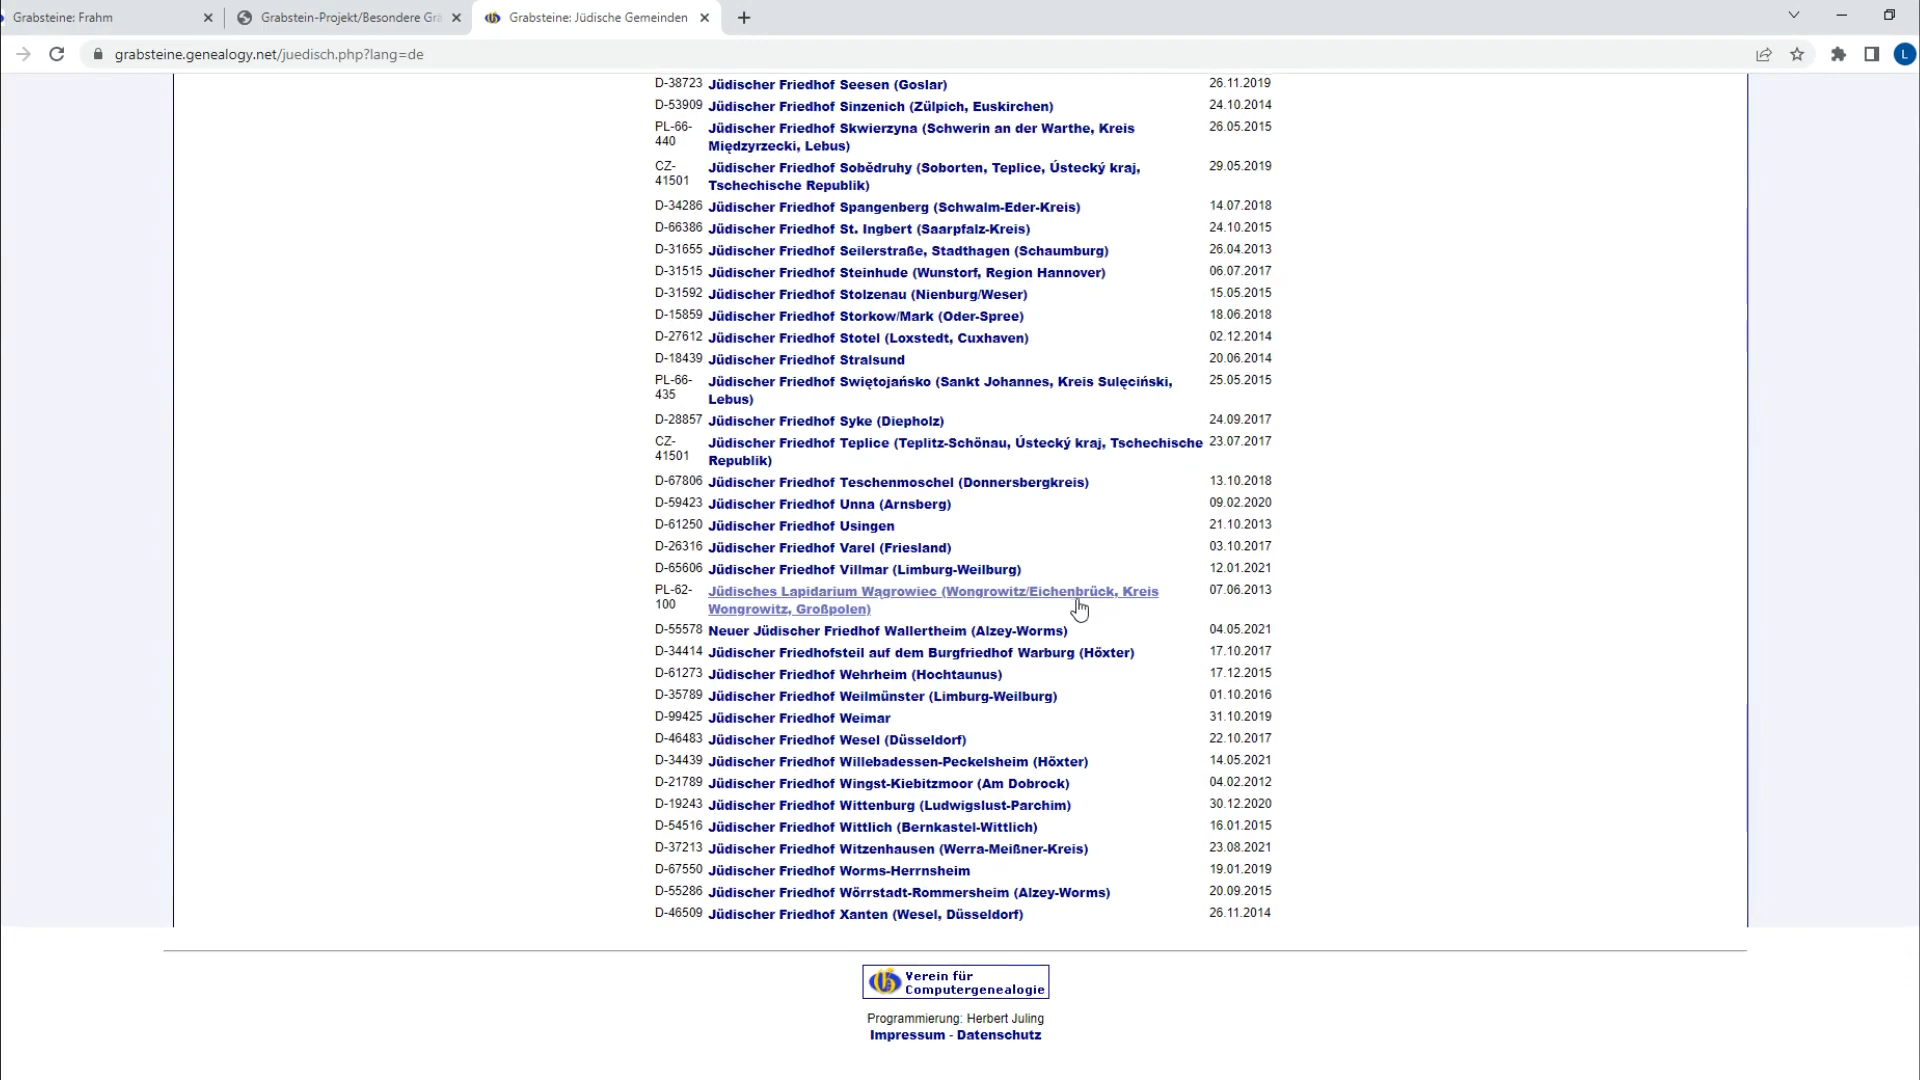 Grabsteine: Frahm
Grabstein-Projekt/Besondere Gr
Grabsteine: Jüdische Gemeinden
grabsteine.genealogy.net/juedisch.php?lang=de
L
D-38723 Jüdischer Friedhof Seesen (Goslar) 26.11.2019
D-53909 Jüdischer Friedhof Sinzenich (Zülpich, Euskirchen) 24.10.2014
PL-66-440 Jüdischer Friedhof Skwierzyna (Schwerin an der Warthe, Kreis 26.05.2015
Międzyrzecki, Lebus)
CZ-41501 Jüdischer Friedhof Sobědruhy (Soborten, Teplice, Ústecký kraj, 29.05.2019
Tschechische Republik)
D-34286 Jüdischer Friedhof Spangenberg (Schwalm-Eder-Kreis) 14.07.2018
D-66386 Jüdischer Friedhof St. Ingbert (Saarpfalz-Kreis) 24.10.2015
D-31655 Jüdischer Friedhof Seilerstraße, Stadthagen (Schaumburg) 26.04.2013
D-31515 Jüdischer Friedhof Steinhude (Wunstorf, Region Hannover) 06.07.2017
D-31592 Jüdischer Friedhof Stolzenau (Nienburg/Weser) 15.05.2015
D-15859 Jüdischer Friedhof Storkow/Mark (Oder-Spree) 18.06.2018
D-27612 Jüdischer Friedhof Stotel (Loxstedt, Cuxhaven) 02.12.2014
D-18439 Jüdischer Friedhof Stralsund 20.06.2014
PL-66-435 Jüdischer Friedhof Swiętojańsko (Sankt Johannes, Kreis Sulęciński, 25.05.2015
Lebus)
D-28857 Jüdischer Friedhof Syke (Diepholz) 24.09.2017
CZ-41501 Jüdischer Friedhof Teplice (Teplitz-Schönau, Ústecký kraj, Tschechische 23.07.2017
Republik)
D-67806 Jüdischer Friedhof Teschenmoschel (Donnersbergkreis) 13.10.2018
D-59423 Jüdischer Friedhof Unna (Arnsberg) 09.02.2020
D-61250 Jüdischer Friedhof Usingen 21.10.2013
D-26316 Jüdischer Friedhof Varel (Friesland) 03.10.2017
D-65606 Jüdischer Friedhof Villmar (Limburg-Weilburg) 12.01.2021
PL-62-100 Jüdisches Lapidarium Wągrowiec (Wongrowitz/Eichenbrück, Kreis 07.06.2013
Wongrowitz, Großpolen)
D-55578 Neuer Jüdischer Friedhof Wallertheim (Alzey-Worms) 04.05.2021
D-34414 Jüdischer Friedhofsteil auf dem Burgfriedhof Warburg (Höxter) 17.10.2017
D-61273 Jüdischer Friedhof Wehrheim (Hochtaunus) 17.12.2015
D-35789 Jüdischer Friedhof Weilmünster (Limburg-Weilburg) 01.10.2016
D-99425 Jüdischer Friedhof Weimar 31.10.2019
D-46483 Jüdischer Friedhof Wesel (Düsseldorf) 22.10.2017
D-34439 Jüdischer Friedhof Willebadessen-Peckelsheim (Höxter) 14.05.2021
D-21789 Jüdischer Friedhof Wingst-Kiebitzmoor (Am Dobrock) 04.02.2012
D-19243 Jüdischer Friedhof Wittenburg (Ludwigslust-Parchim) 30.12.2020
D-54516 Jüdischer Friedhof Wittlich (Bernkastel-Wittlich) 16.01.2015
D-37213 Jüdischer Friedhof Witzenhausen (Werra-Meißner-Kreis) 23.08.2021
D-67550 Jüdischer Friedhof Worms-Herrnsheim 19.01.2019
D-55286 Jüdischer Friedhof Wörrstadt-Rommersheim (Alzey-Worms) 20.09.2015
D-46509 Jüdischer Friedhof Xanten (Wesel, Düsseldorf) 26.11.2014
Verein für
Computergenealogie
Programmierung: Herbert Juling
Impressum - Datenschutz